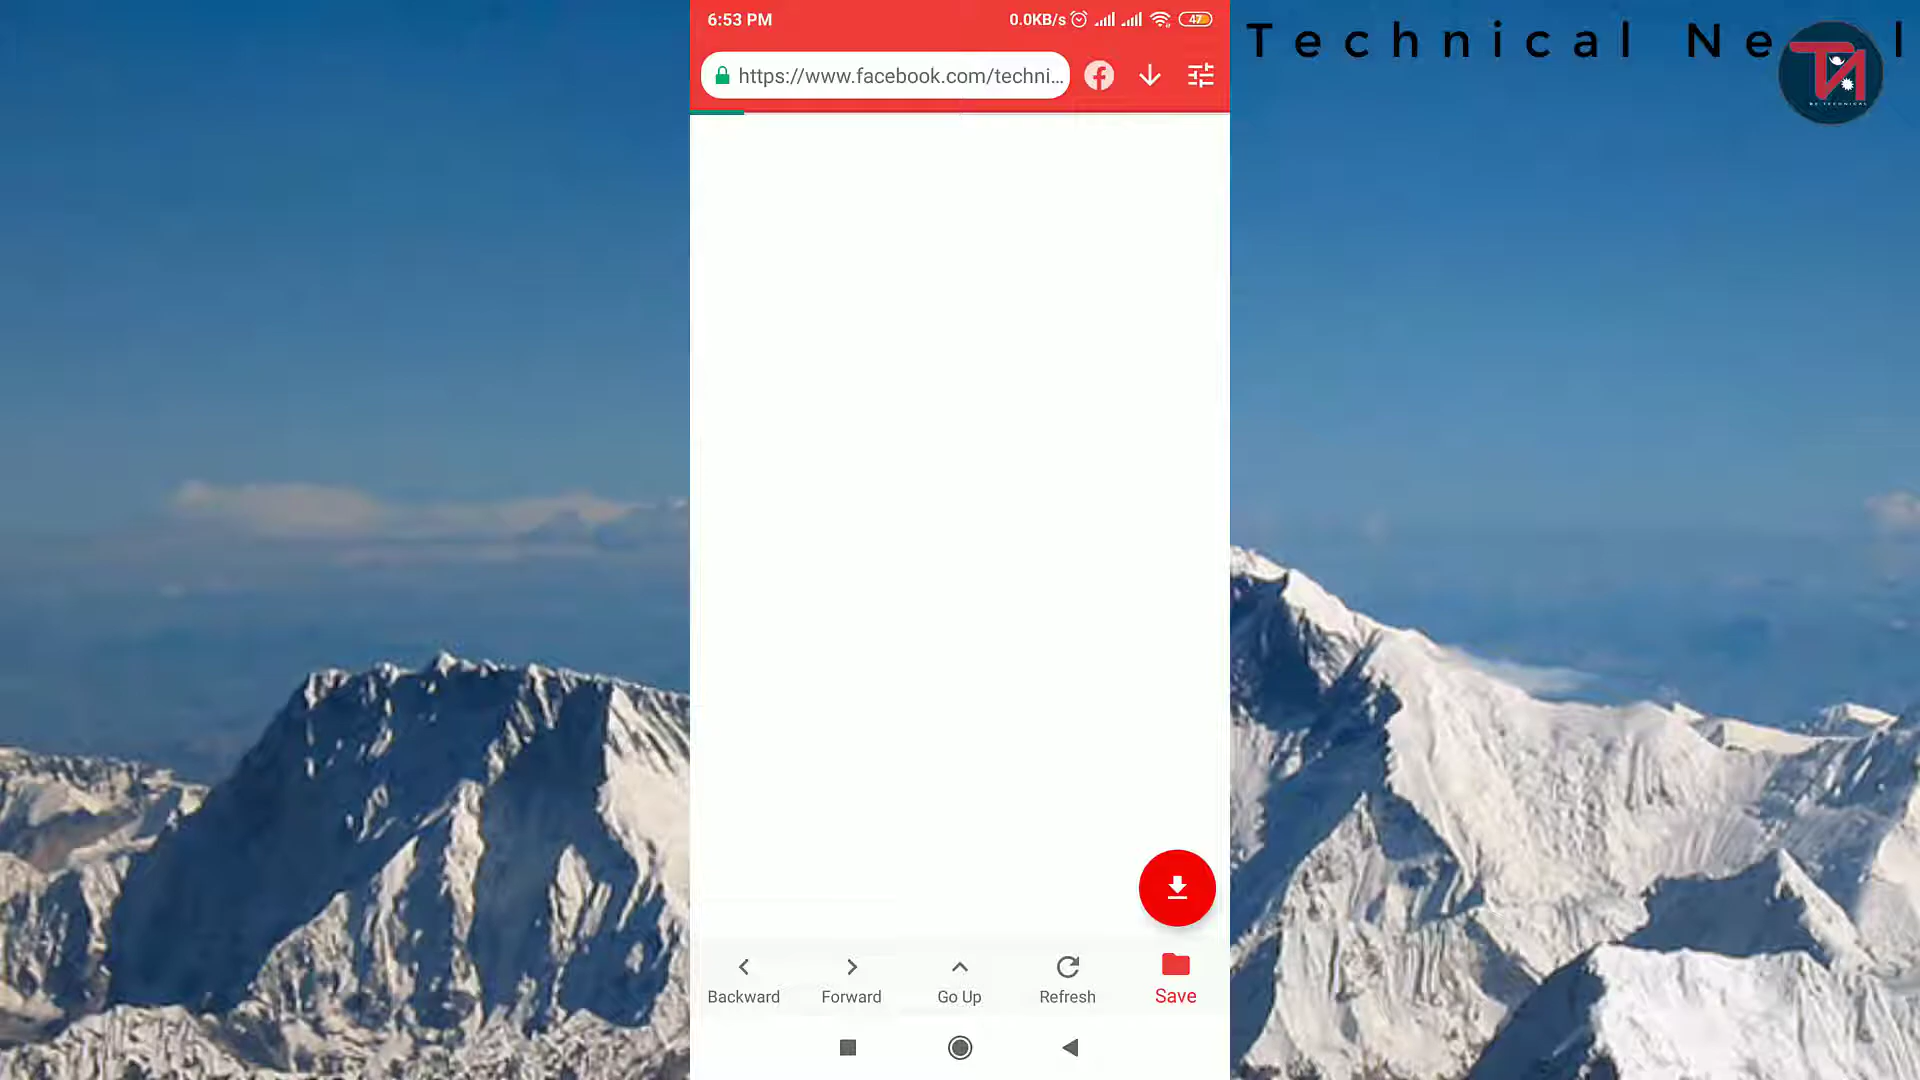 6:53 PM
0.0KB/s
47
https://www.facebook.com/techni...
Technical Ne l
Backward
Forward
Go Up
Refresh
Save